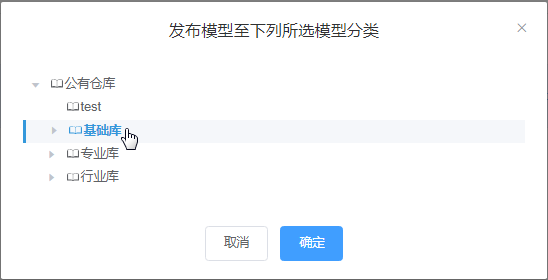 发布模型至下列所选模型分类
公有仓库
test
基础库
专业库
行业库
取消 确定